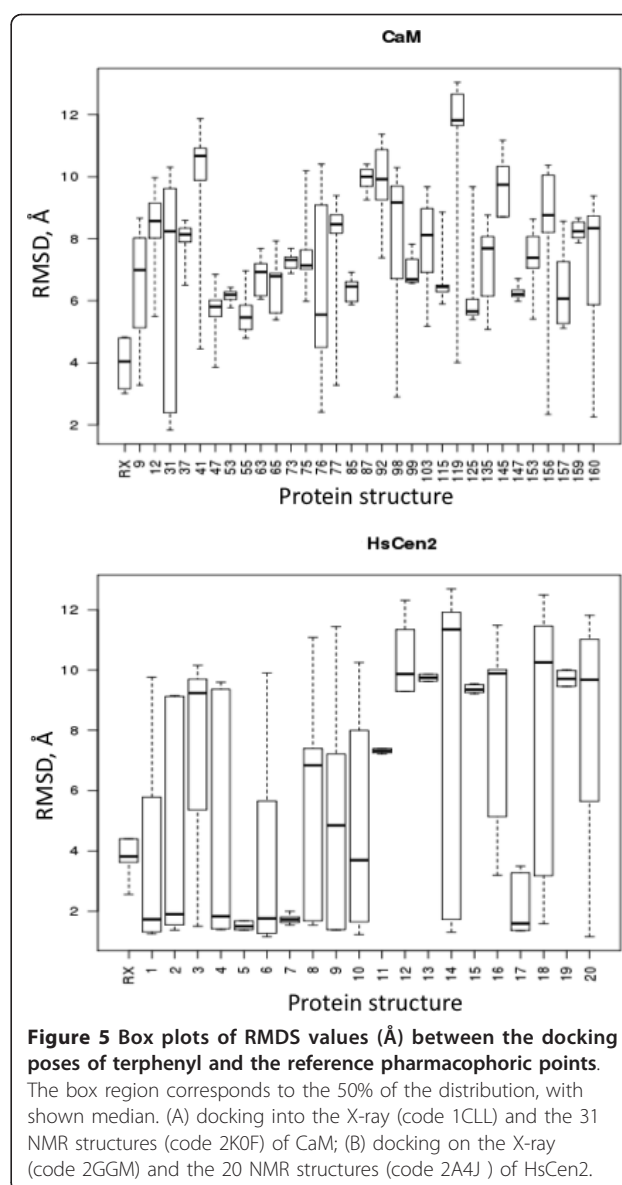 CaM
RMSD, Å
12
10
8
6
4
2
RX 9 12 31 37 41 47 53 55 63 65 73 75 76 77 85 87 92 98 99 103 115 119 125 135 145 147 153 156 157 159 160
Protein structure
HsCen2
RMSD, Å
12
10
8
6
4
2
RX 1 2 3 4 5 6 7 8 9 10 11 12 13 14 15 16 17 18 19 20
Protein structure
Figure 5 Box plots of RMDS values (Å) between the docking
poses of terphenyl and the reference pharmacophoric points.
The box region corresponds to the 50% of the distribution, with
shown median. (A) docking into the X-ray (code 1CLL) and the 31
NMR structures (code 2K0F) of CaM; (B) docking on the X-ray
(code 2GGM) and the 20 NMR structures (code 2A4J ) of HsCen2.